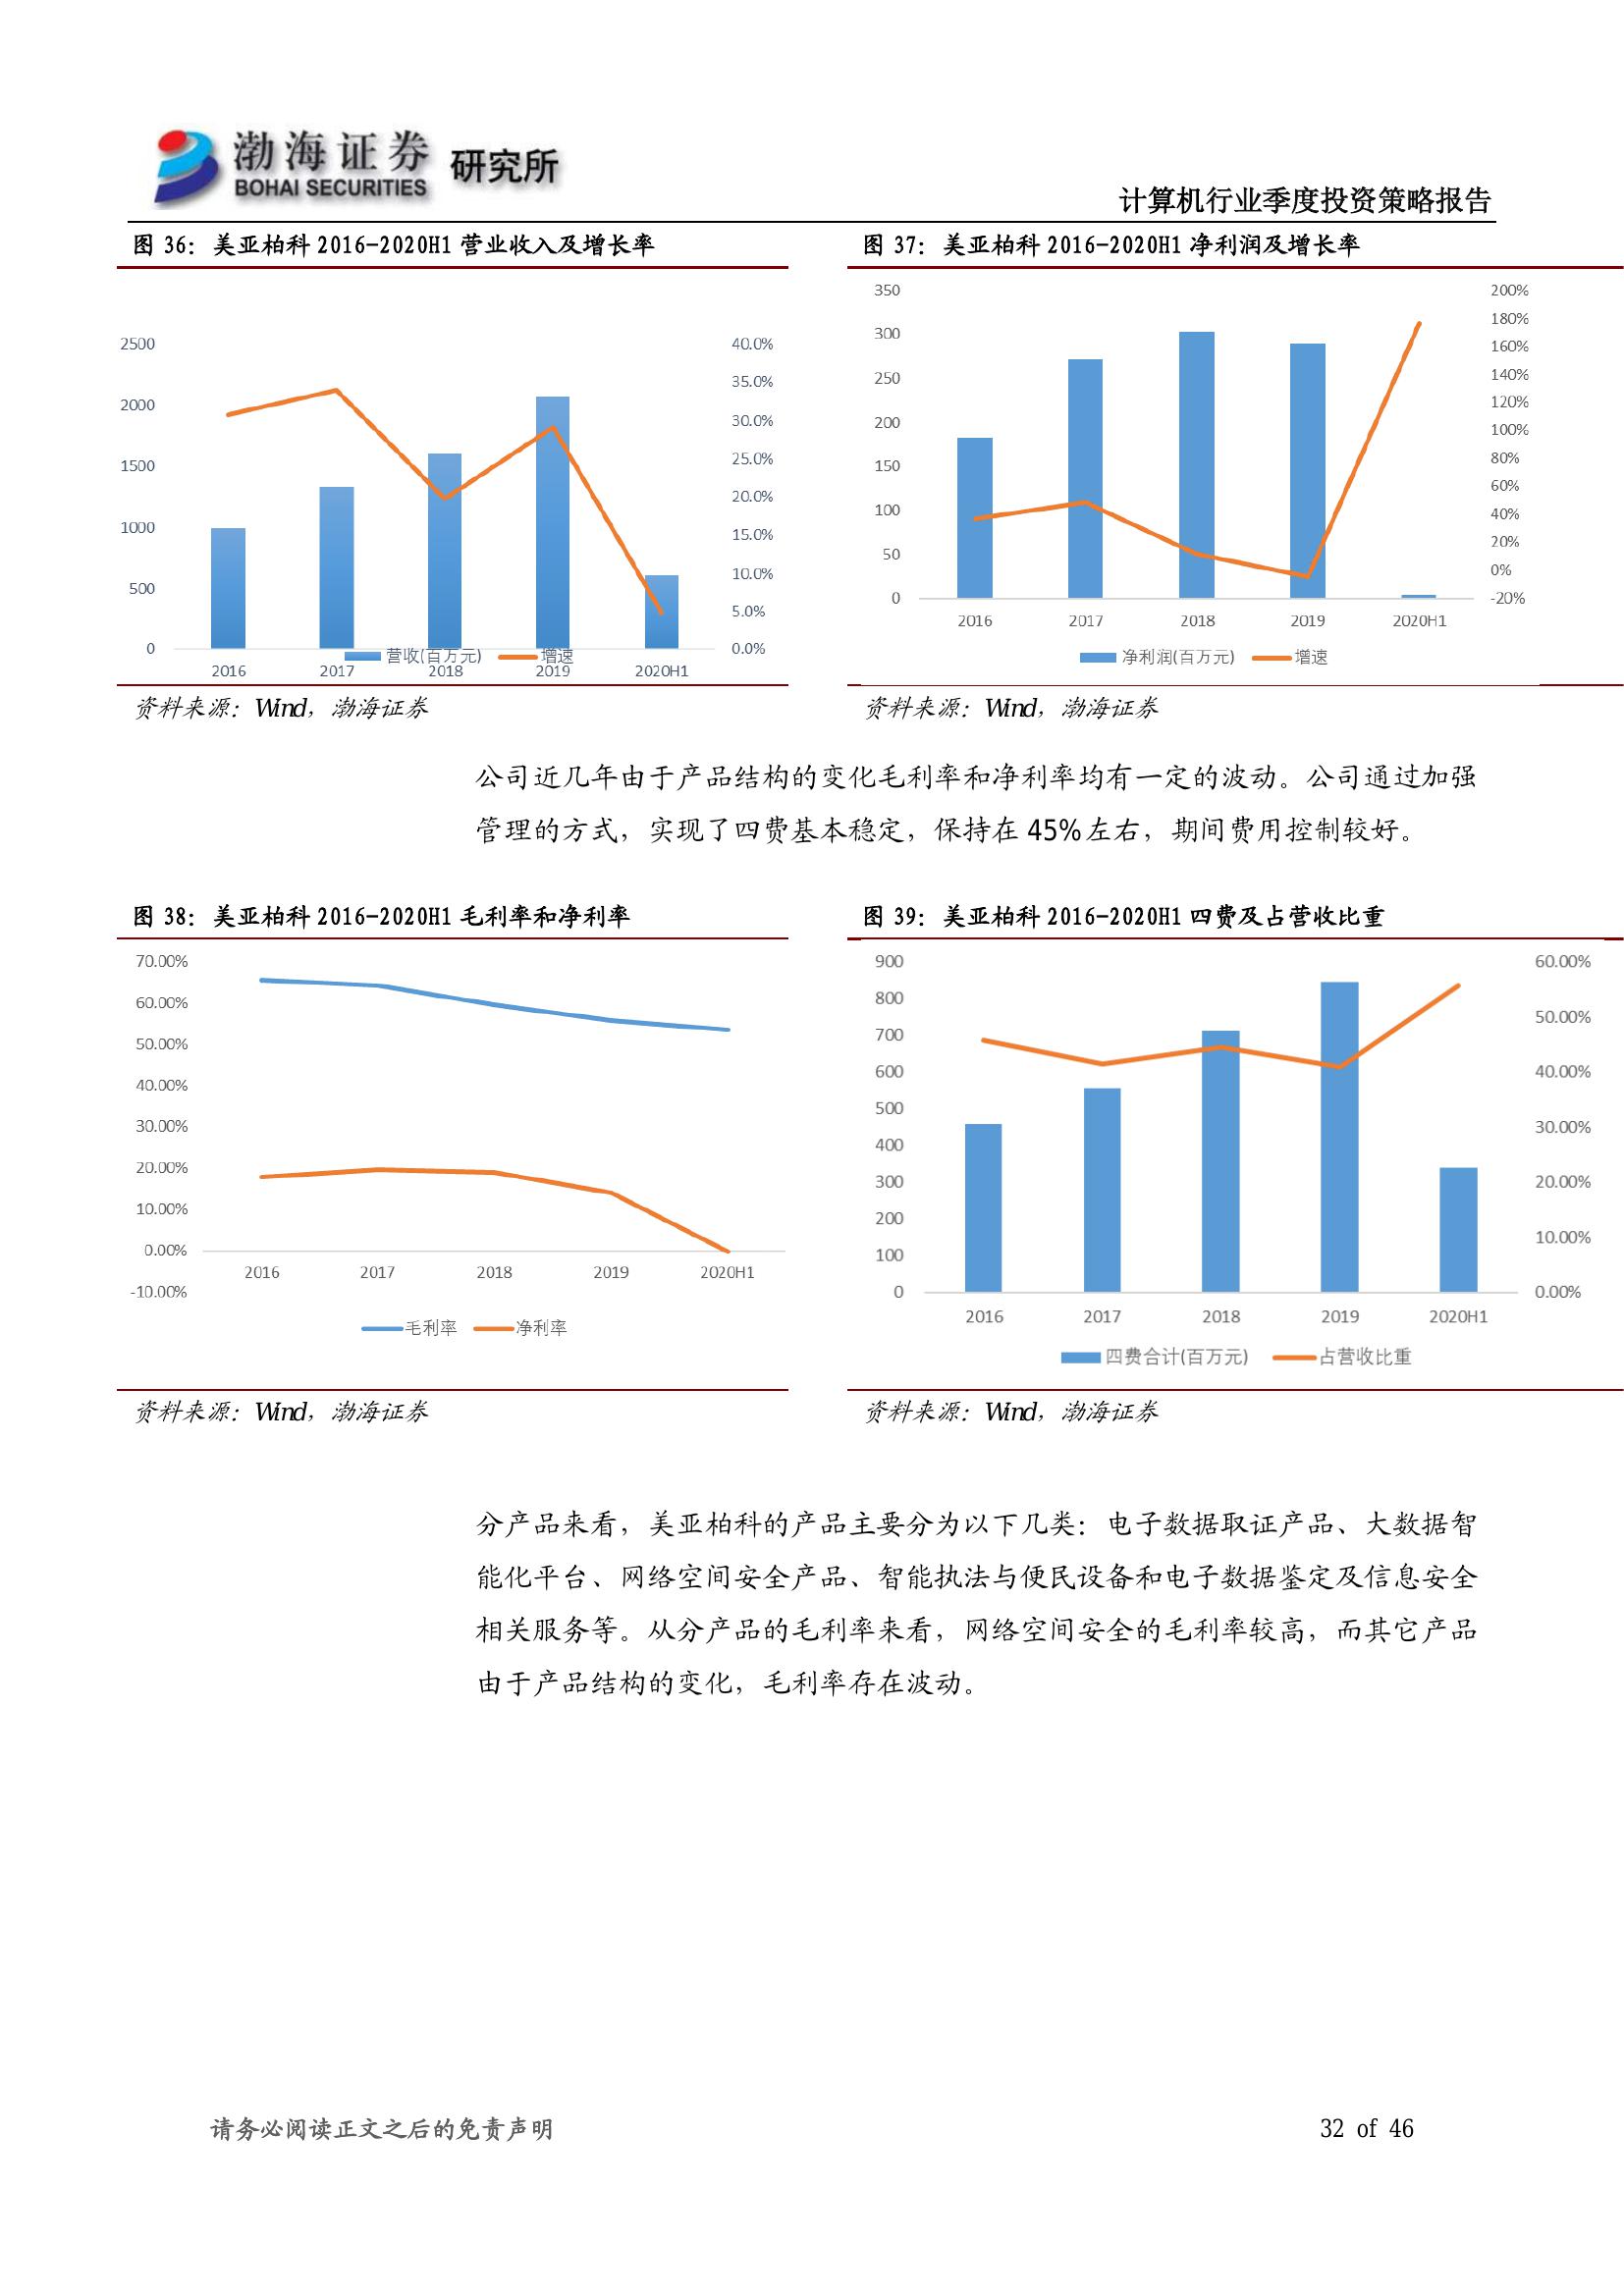 渤海证券 研究所
BOHAI SECURITIES
计算机行业季度投资策略报告
图 36：美亚柏科 2016-2020H1 营业收入及增长率
2500
2000
1500
1000
500
0
40.0%
35.0%
30.0%
25.0%
20.0%
15.0%
10.0%
5.0%
0.0%
营收(百万元) 增速
2016 2017 2018 2019 2020H1
资料来源：Wind，渤海证券
图 37：美亚柏科 2016-2020H1 净利润及增长率
350
300
250
200
150
100
50
0
200%
180%
160%
140%
120%
100%
80%
60%
40%
20%
0%
-20%
2016 2017 2018 2019 2020H1
净利润(百万元) 增速
资料来源：Wind，渤海证券
公司近几年由于产品结构的变化毛利率和净利率均有一定的波动。公司通过加强
管理的方式，实现了四费基本稳定，保持在 45%左右，期间费用控制较好。
图 38：美亚柏科 2016-2020H1 毛利率和净利率
70.00%
60.00%
50.00%
40.00%
30.00%
20.00%
10.00%
0.00%
-10.00%
2016 2017 2018 2019 2020H1
毛利率 净利率
资料来源：Wind，渤海证券
图 39：美亚柏科 2016-2020H1 四费及占营收比重
900
800
700
600
500
400
300
200
100
0
60.00%
50.00%
40.00%
30.00%
20.00%
10.00%
0.00%
2016 2017 2018 2019 2020H1
四费合计(百万元) 占营收比重
资料来源：Wind，渤海证券
分产品来看，美亚柏科的产品主要分为以下几类：电子数据取证产品、大数据智
能化平台、网络空间安全产品、智能执法与便民设备和电子数据鉴定及信息安全
相关服务等。从分产品的毛利率来看，网络空间安全的毛利率较高，而其它产品
由于产品结构的变化，毛利率存在波动。
请务必阅读正文之后的免责声明
32 of 46